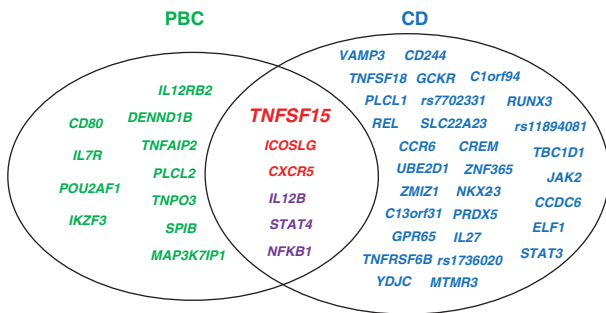 PBC
CD
IL12RB2
CD80
DENND1B
IL7R
TNFAIP2
POU2AF1
PLCL2
IKZF3
TNPO3
SPIB
MAP3K7IP1
TNFSF15
ICOSLG
CXCR5
IL12B
STAT4
NFKB1
VAMP3 CD244
TNFSF18 GCKR C1orf94
PLCL1 rs7702331 RUNX3
REL SLC22A23 rs11894081
CCR6 CREM TBC1D1
UBE2D1 ZNF365 JAK2
ZMIZ1 NKX23 CCDC6
C13orf31 PRDX5 ELF1
GPR65 IL27 STAT3
TNFRSF6B rs1736020
YDJC MTMR3